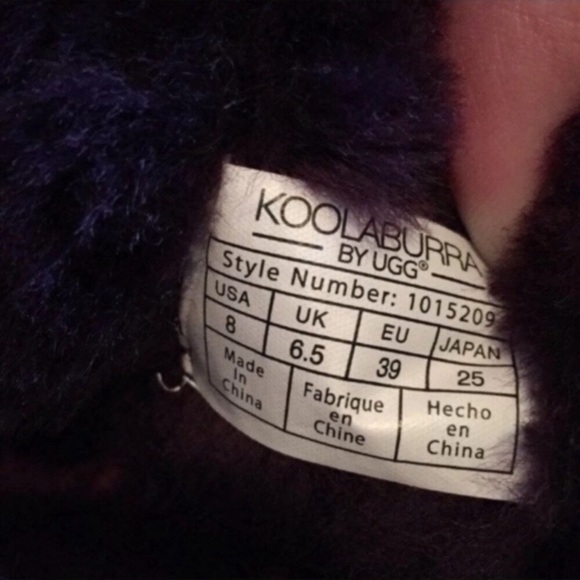 KOOLABURRA
BY UGG®
Style Number: 1015209
USA UK EU JAPAN
8 6.5 39 25
Made in China
Fabrique en Chine
Hecho en China